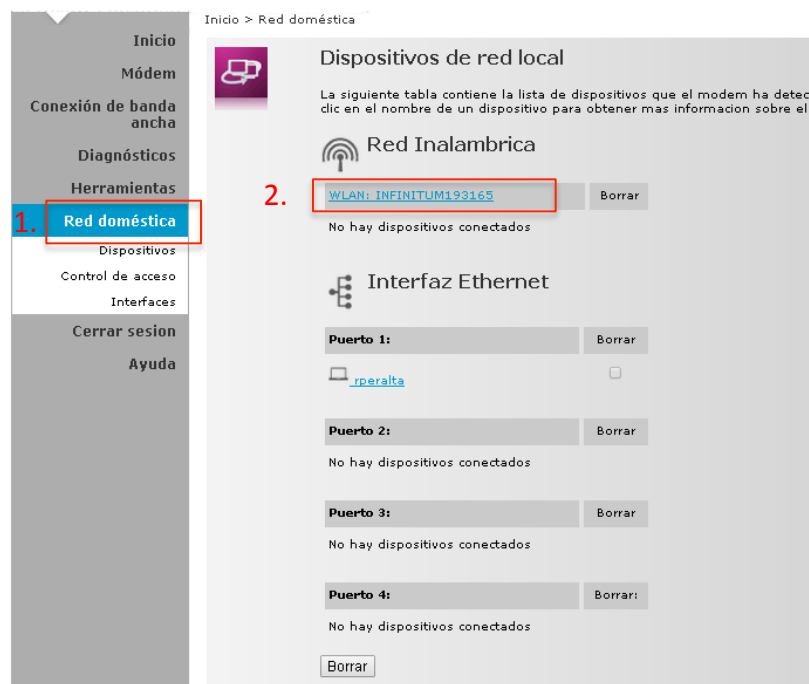 Inicio > Red doméstica
Inicio
Módem
Conexión de banda
ancha
Diagnósticos
Herramientas
1. Red doméstica
Dispositivos
Control de acceso
Interfaces
Cerrar sesion
Ayuda
Dispositivos de red local
La siguiente tabla contiene la lista de dispositivos que el modem ha detec
clic en el nombre de un dispositivo para obtener mas informacion sobre el
Red Inalambrica
2. WLAN: INFINITUM193165 Borrar
No hay dispositivos conectados
Interfaz Ethernet
Puerto 1: Borrar
rperalta
Puerto 2: Borrar
No hay dispositivos conectados
Puerto 3: Borrar
No hay dispositivos conectados
Puerto 4: Borrar:
No hay dispositivos conectados
Borrar